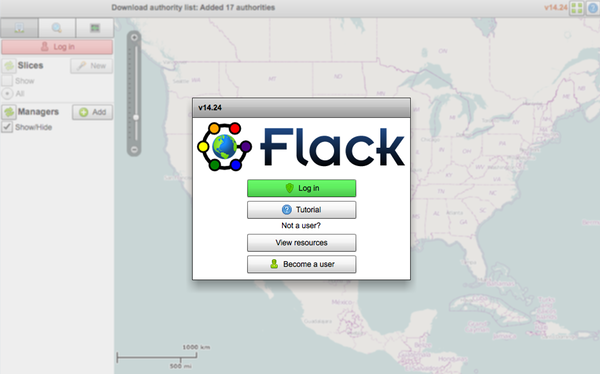 Download authority list: Added 17 authorities
v14.24
Log in
Slices
New
Show
All
Managers
Add
Show/Hide
v14.24
Flack
Log in
Tutorial
Not a user?
View resources
Become a user
México
1000 km
500 mi